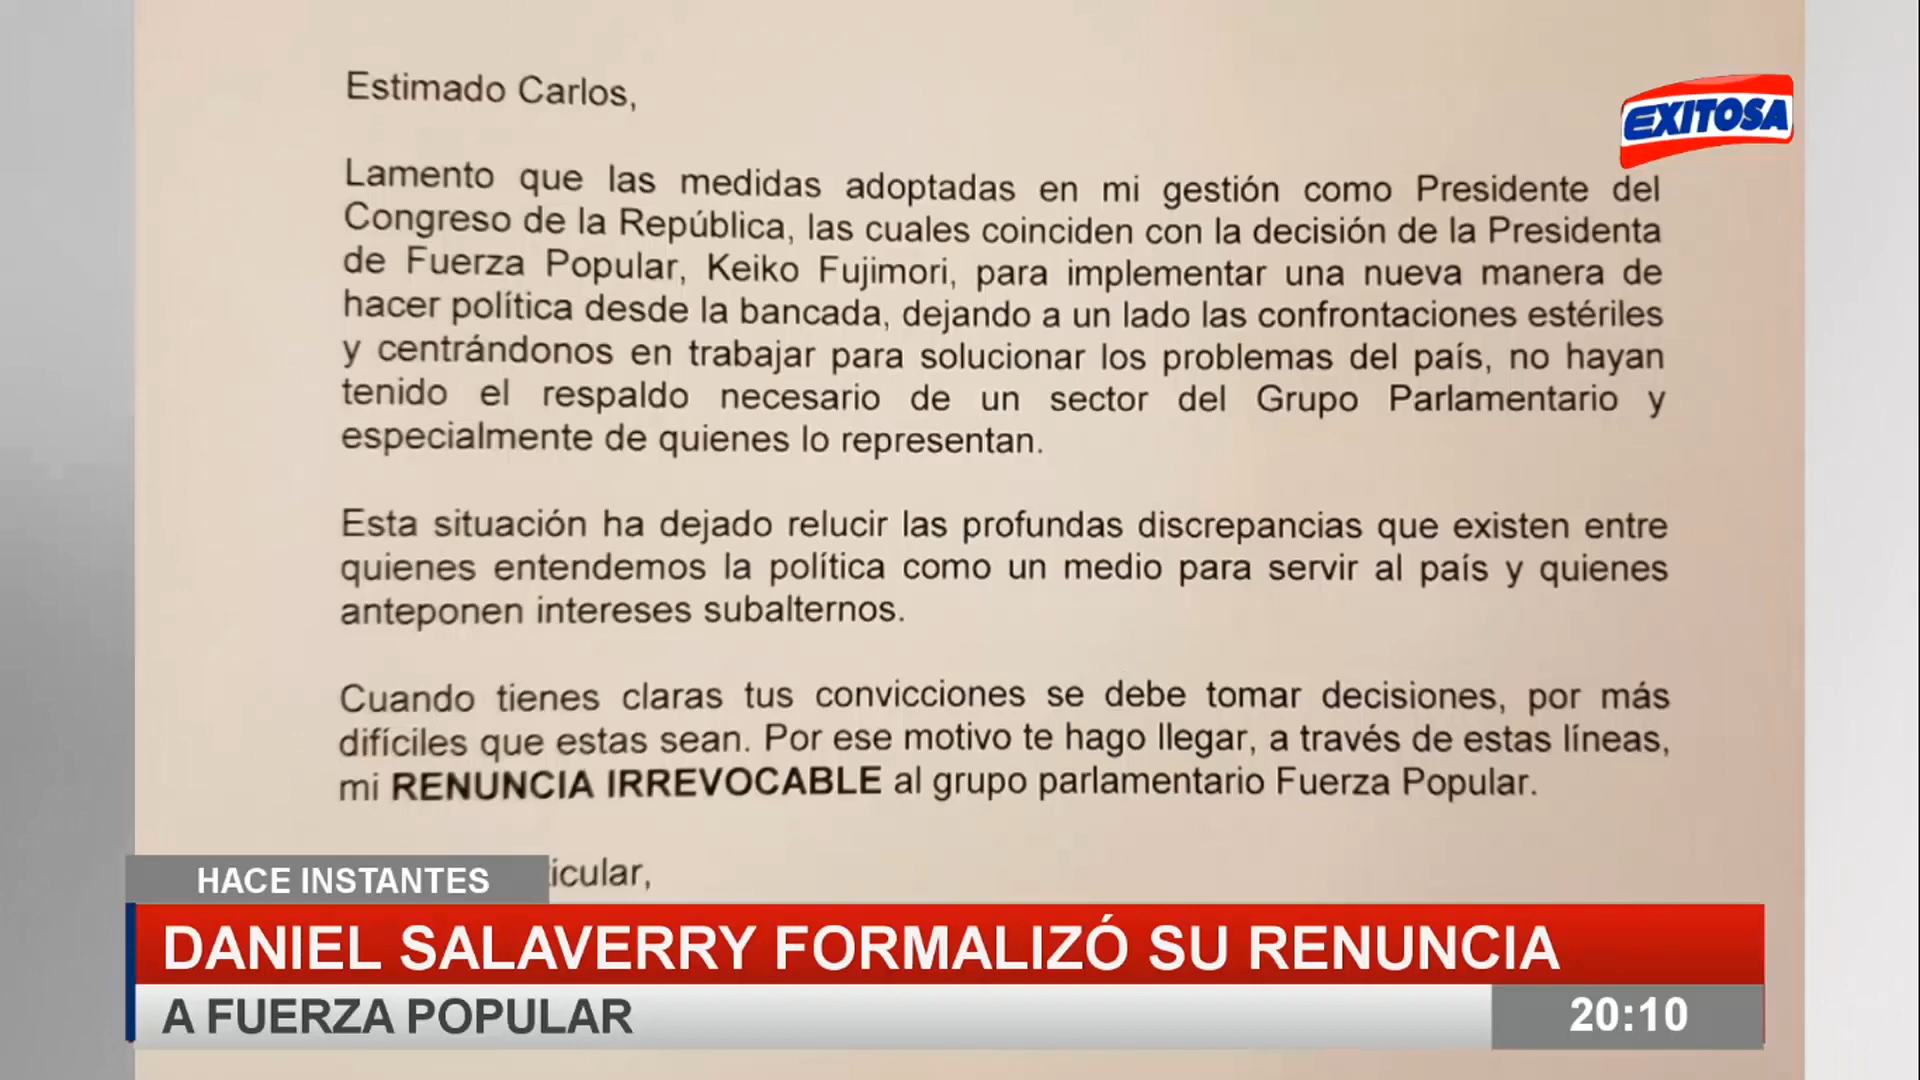 Estimado Carlos,
EXITOSA
Lamento que las medidas adoptadas en mi gestión como Presidente del
Congreso de la República, las cuales coinciden con la decisión de la Presidenta
de Fuerza Popular, Keiko Fujimori, para implementar una nueva manera de
hacer política desde la bancada, dejando a un lado las confrontaciones estériles
y centrándonos en trabajar para solucionar los problemas del país, no hayan
tenido el respaldo necesario de un sector del Grupo Parlamentario y
especialmente de quienes lo representan.
Esta situación ha dejado relucir las profundas discrepancias que existen entre
quienes entendemos la política como un medio para servir al país y quienes
anteponen intereses subalternos.
Cuando tienes claras tus convicciones se debe tomar decisiones, por más
difíciles que estas sean. Por ese motivo te hago llegar, a través de estas líneas,
mi RENUNCIA IRREVOCABLE al grupo parlamentario Fuerza Popular.
HACE INSTANTES
DANIEL SALAVERRY FORMALIZÓ SU RENUNCIA
A FUERZA POPULAR
20:10